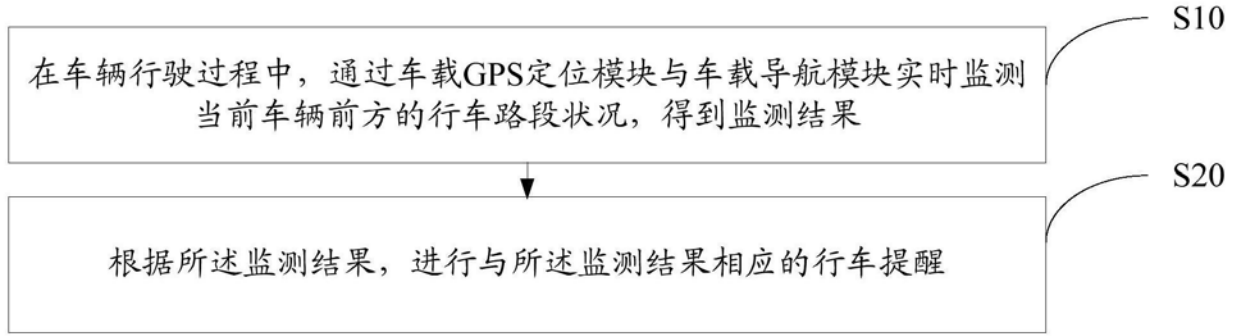 S10
在车辆行驶过程中，通过车载GPS定位模块与车载导航模块实时监测
当前车辆前方的行车路段状况，得到监测结果
S20
根据所述监测结果，进行与所述监测结果相应的行车提醒